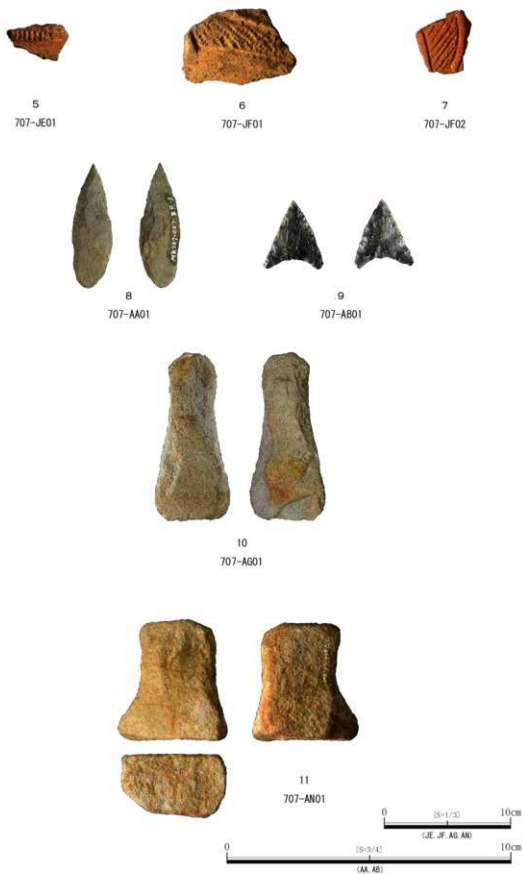 5
6
7
707-JE01
707-JF01
707-JF02
8
707-AA01
9
707-AB01
10
707-AG01
11
707-AN01
[S=1/3]
10cm
0
(JE.JF.AG.AN)
[S=3/4]
0
10cm
(AA.AB)